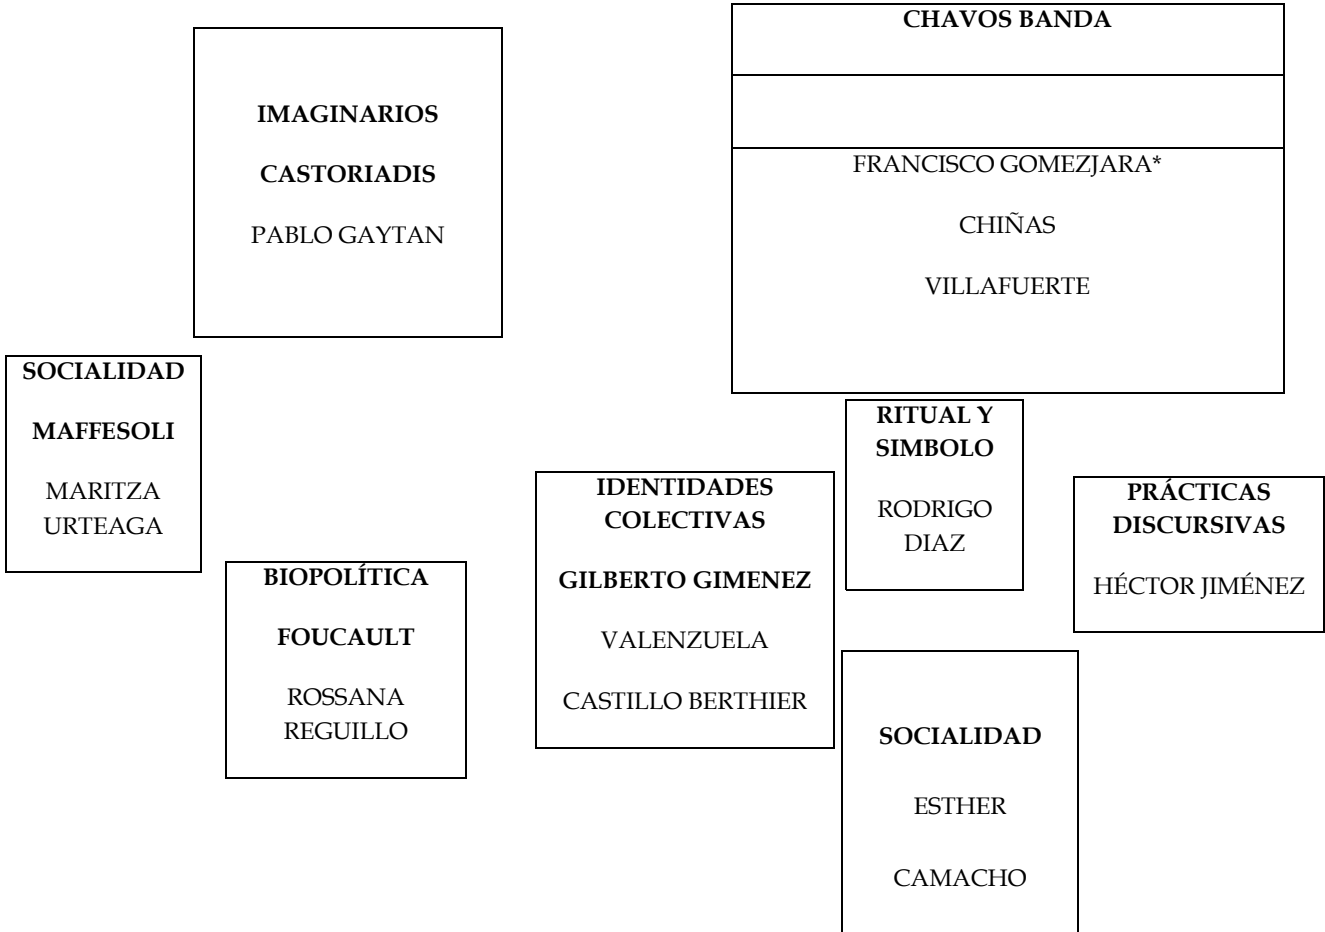 CHAVOS BANDA
FRANCISCO GOMEZJARA*
CHIÑAS
VILLAFUERTE
IMAGINARIOS
CASTORIADIS
PABLO GAYTAN
SOCIALIDAD
MAFFESOLI
MARITZA
URTEAGA
BIOPOLÍTICA
FOUCAULT
ROSSANA
REGUILLO
IDENTIDADES
COLECTIVAS
GILBERTO GIMENEZ
VALENZUELA
CASTILLO BERTHIER
RITUAL Y
SIMBOLO
RODRIGO
DIAZ
PRÁCTICAS
DISCURSIVAS
HÉCTOR JIMÉNEZ
SOCIALIDAD
ESTHER
CAMACHO